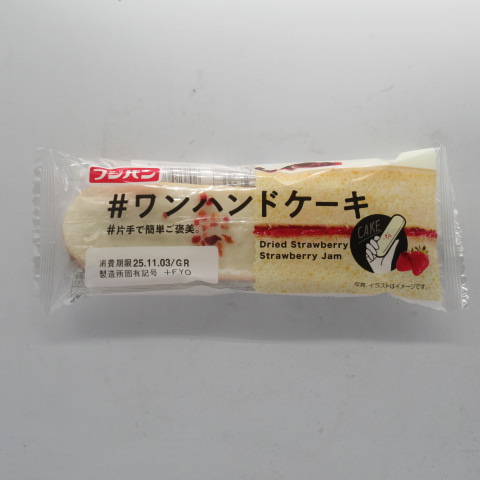 フジパン
#ワンハンドケーキ
#片手で簡単ご褒美。
CAKE
Dried Strawberry
Strawberry Jam
消費期限25.11.03/GR
製造所固有記号 +FYO
写真、イラストはイメージです。